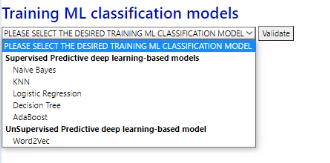 Training ML classification models
PLEASE SELECT THE DESIRED TRAINING ML CLASSIFICATION MODEL Validate
PLEASE SELECT THE DESIRED TRAINING ML CLASSIFICATION MODEL
Supervised Predictive deep learning-based models
Naive Bayes
KNN
Logistic Regression
Decision Tree
AdaBoost
UnSupervised Predictive deep learning-based model
Word2Vec